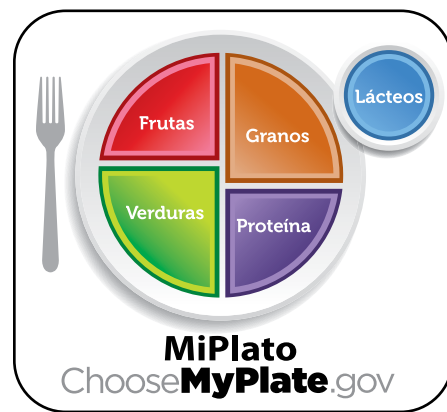 Lácteos
Frutas
Granos
Verduras
Proteína
MiPlato
ChooseMyPlate.gov